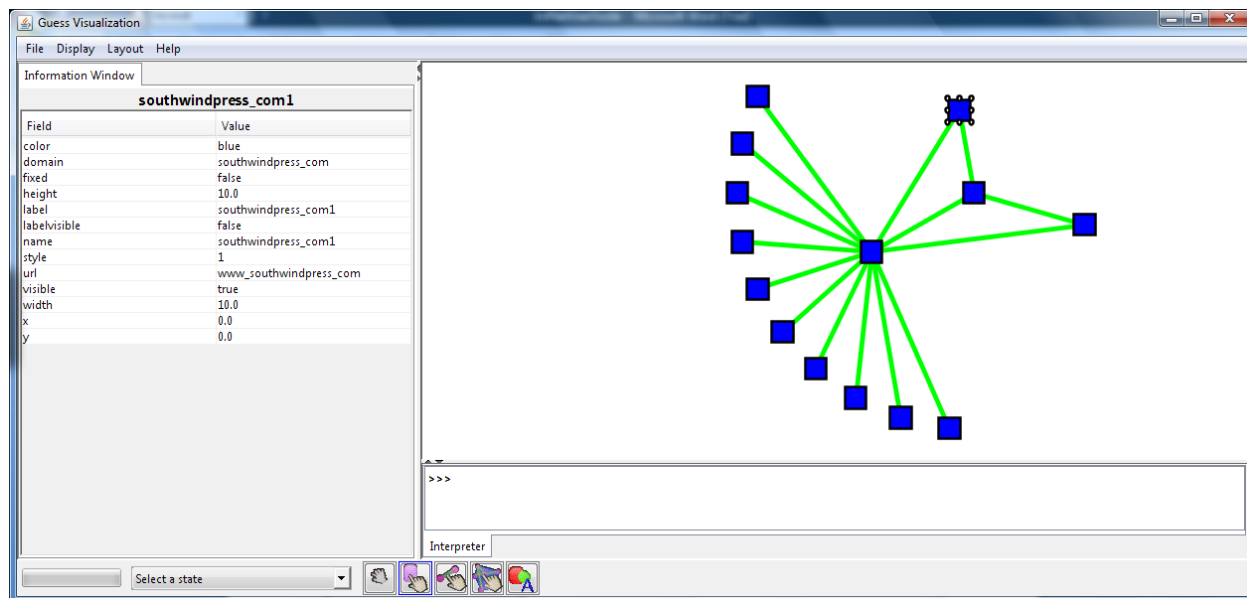 Guess Visualization
File Display Layout Help
Information Window
southwindpress_com1
Field Value
color blue
domain southwindpress_com
fixed false
height 10.0
label southwindpress_com1
labelvisible false
name southwindpress_com1
style 1
url www_southwindpress_com
visible true
width 10.0
x 0.0
y 0.0
>>>
Interpreter
Select a state
A